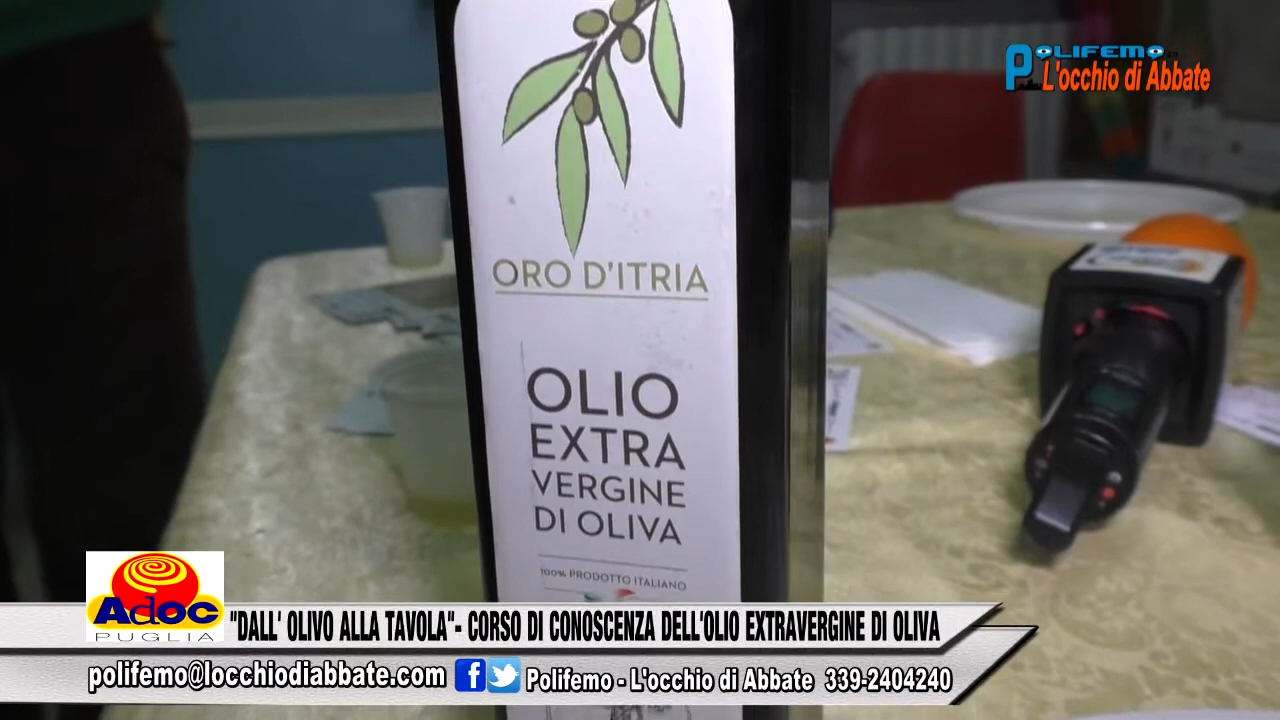 POLIFEMO
L'occhio di Abbate
ORO D'ITRIA
OLIO
EXTRA
VERGINE
DI OLIVA
100% PRODOTTO ITALIANO
Adoc
PUGLIA
"DALL' OLIVO ALLA TAVOLA"- CORSO DI CONOSCENZA DELL'OLIO EXTRAVERGINE DI OLIVA
polifemo@locchiodiabbate.com
Polifemo - L'occhio di Abbate 339-2404240